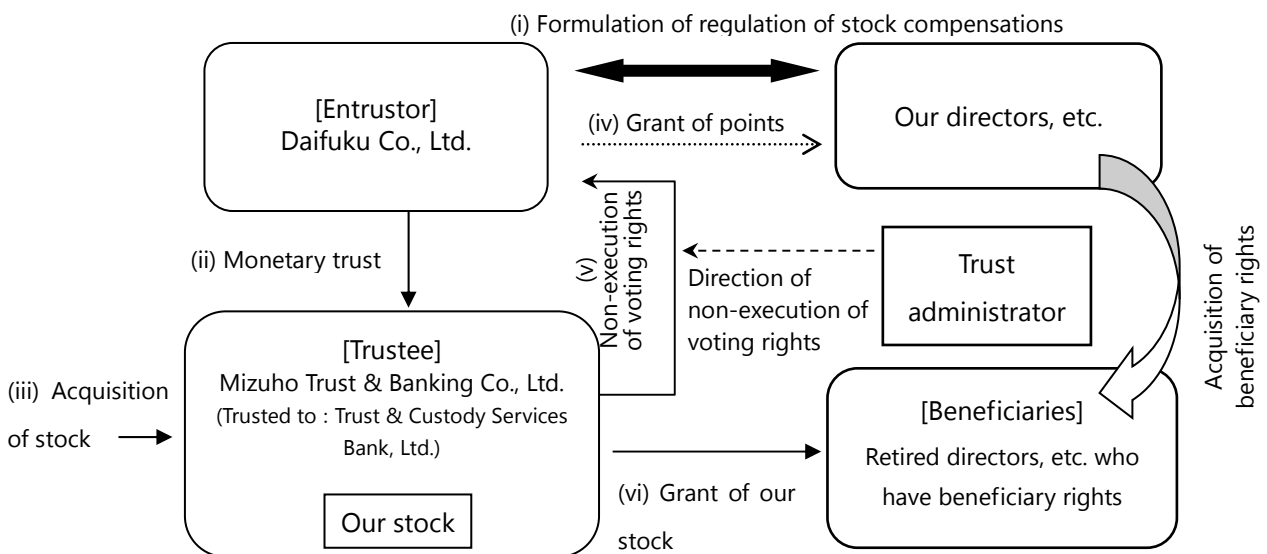 (i) Formulation of regulation of stock compensations
[Entrustor]
Daifuku Co., Ltd.
(iv) Grant of points
Our directors, etc.
(ii) Monetary trust
(v)
Non-execution
of voting rights
Direction of
non-execution of
voting rights
Trust
administrator
Acquisition of
beneficiary rights
(iii) Acquisition
of stock
[Trustee]
Mizuho Trust & Banking Co., Ltd.
(Trusted to : Trust & Custody Services
Bank, Ltd.)
Our stock
(vi) Grant of our
stock
[Beneficiaries]
Retired directors, etc. who
have beneficiary rights